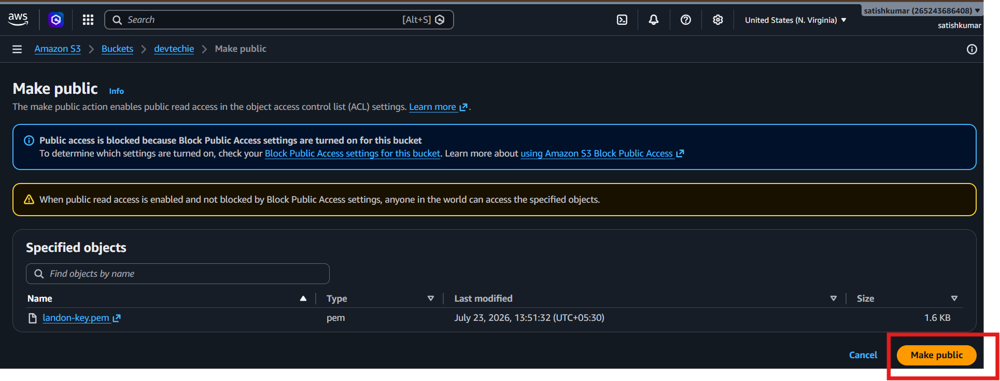 aws
Search [Alt+S]
United States (N. Virginia)
satishkumar (265243686408)
satishkumar
Amazon S3 Buckets devtechie Make public
Make public Info
The make public action enables public read access in the object access control list (ACL) settings. Learn more.
Public access is blocked because Block Public Access settings are turned on for this bucket
To determine which settings are turned on, check your Block Public Access settings for this bucket. Learn more about using Amazon S3 Block Public Access
When public read access is enabled and not blocked by Block Public Access settings, anyone in the world can access the specified objects.
Specified objects
Find objects by name
Name Type Last modified Size
landon-key.pem pem July 23, 2026, 13:51:32 (UTC+05:30) 1.6 KB
Cancel Make public